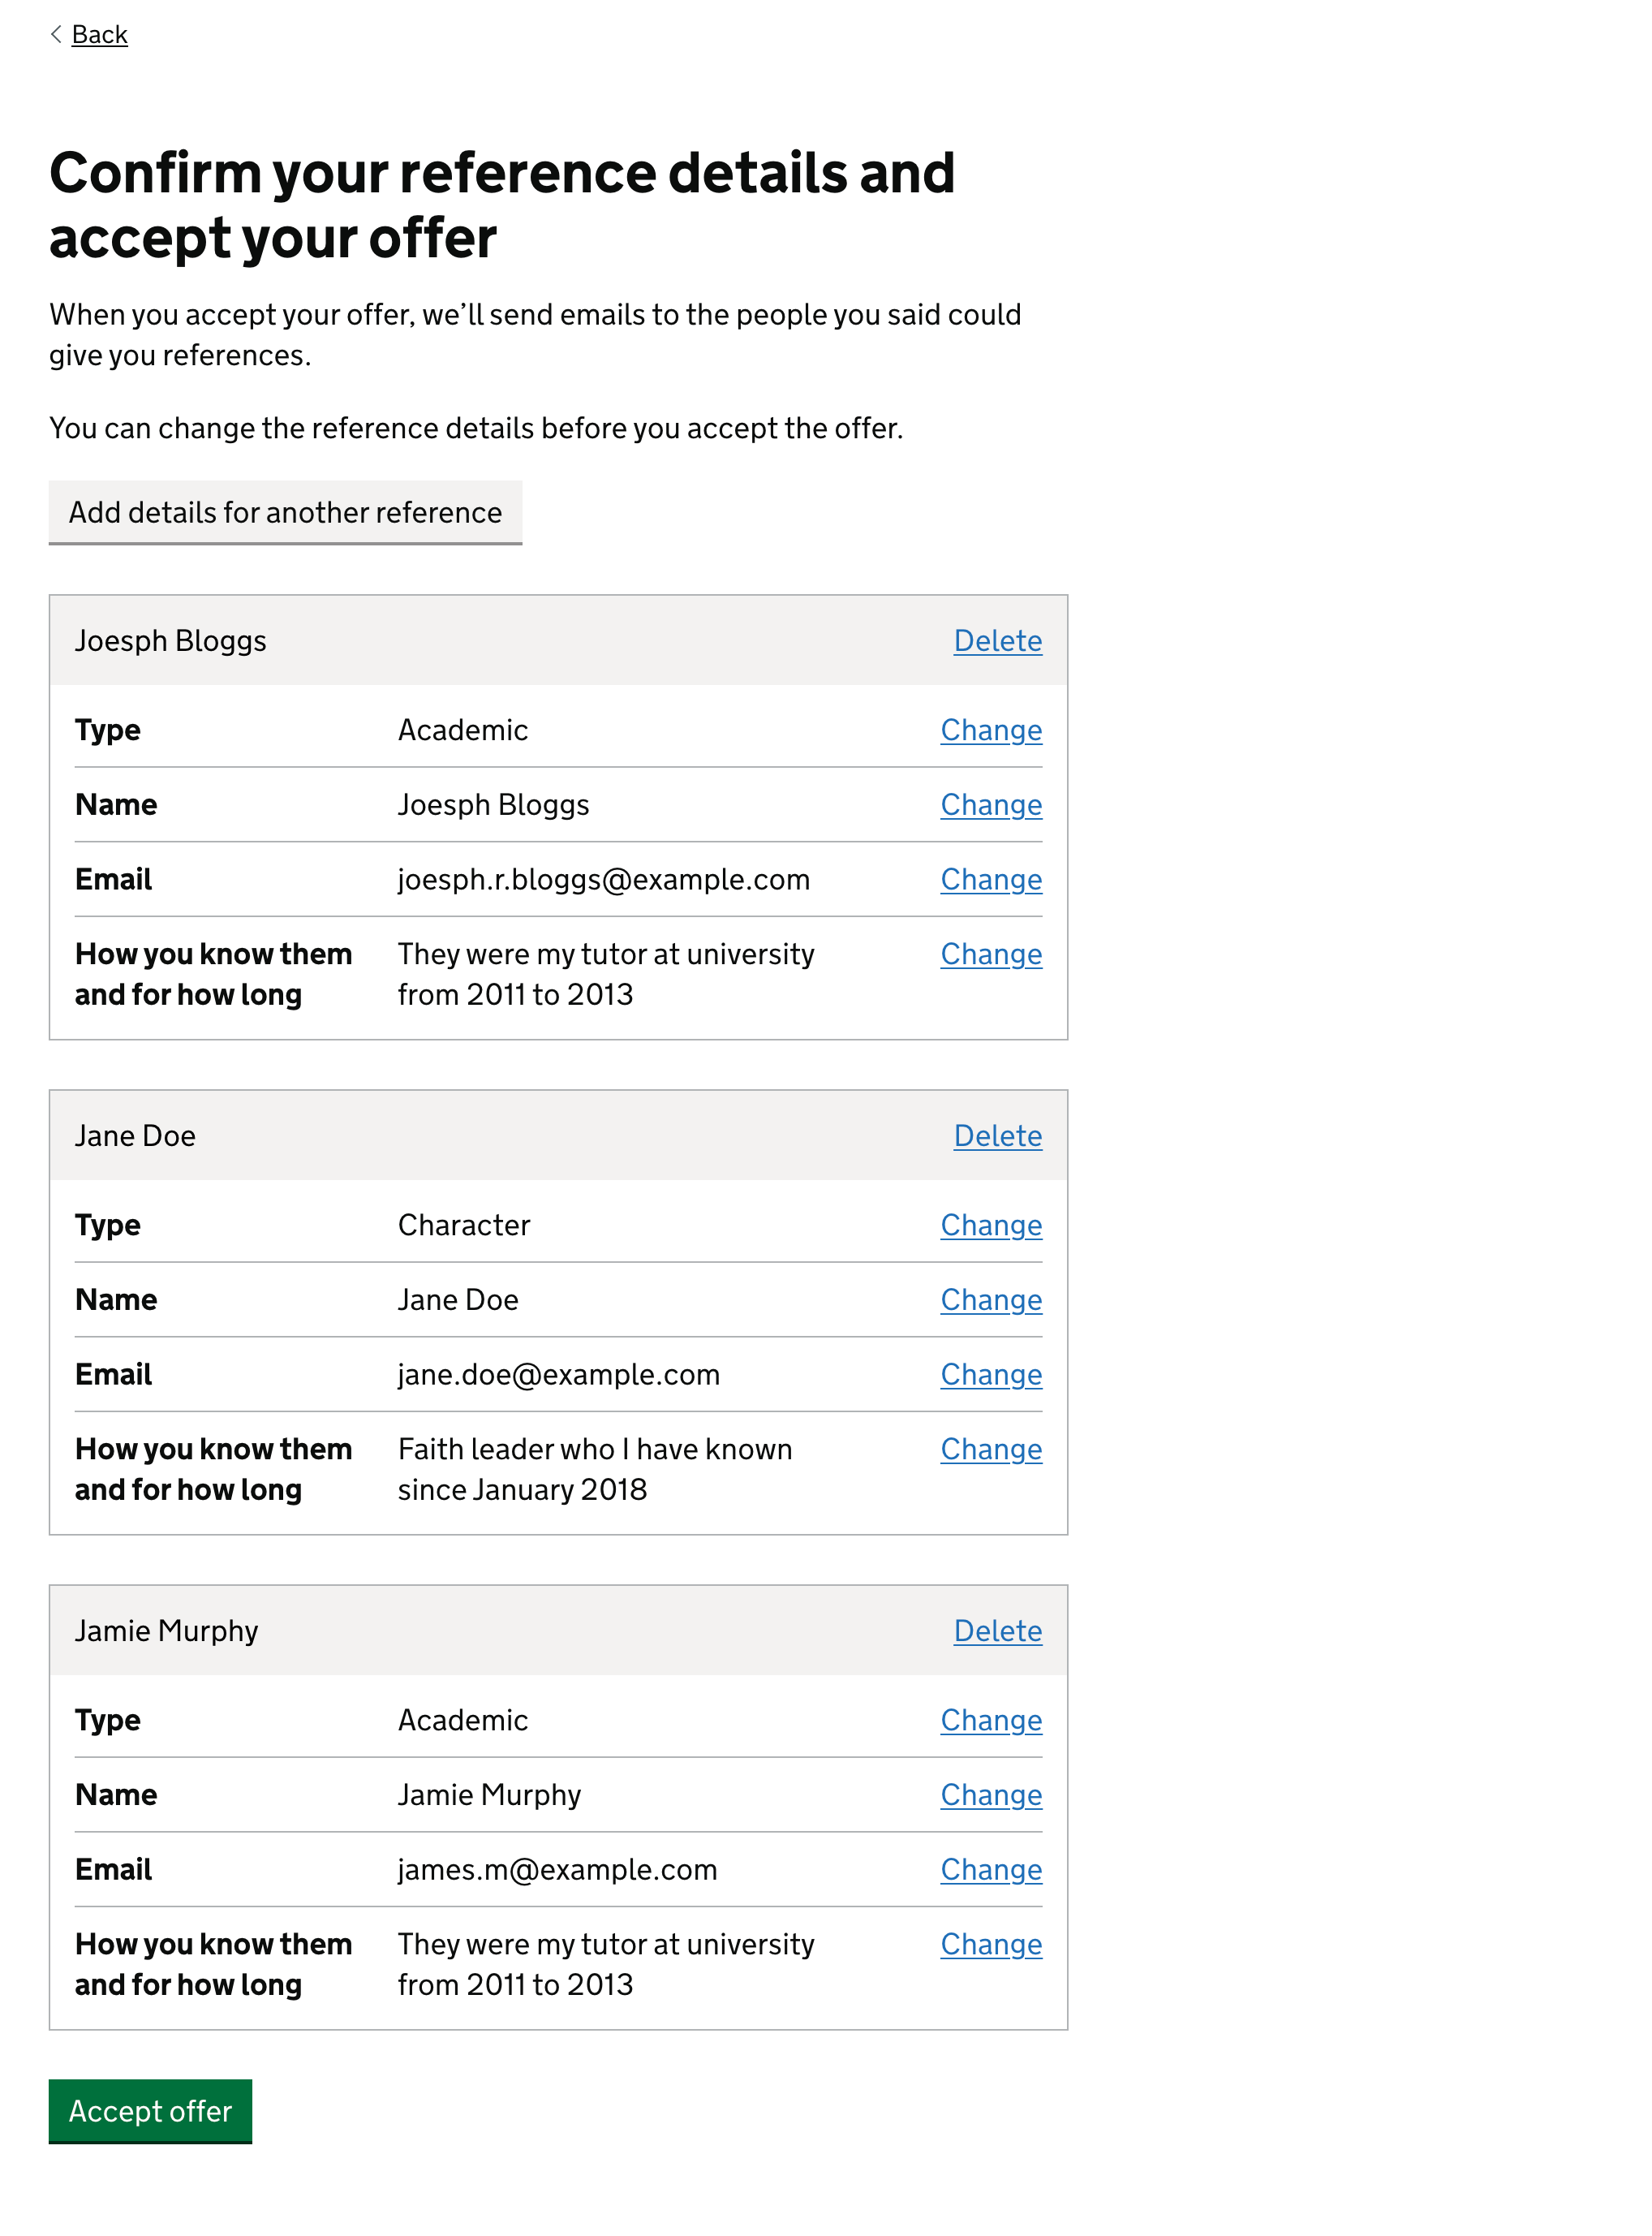 Back
Confirm your reference details and
accept your offer
When you accept your offer, we’ll send emails to the people you said could
give you references.
You can change the reference details before you accept the offer.
Add details for another reference
Joesph Bloggs Delete
Type Academic Change
Name Joesph Bloggs Change
Email joesph.r.bloggs@example.com Change
How you know them They were my tutor at university Change
and for how long from 2011 to 2013
Jane Doe Delete
Type Character Change
Name Jane Doe Change
Email jane.doe@example.com Change
How you know them Faith leader who I have known Change
and for how long since January 2018
Jamie Murphy Delete
Type Academic Change
Name Jamie Murphy Change
Email james.m@example.com Change
How you know them They were my tutor at university Change
and for how long from 2011 to 2013
Accept offer